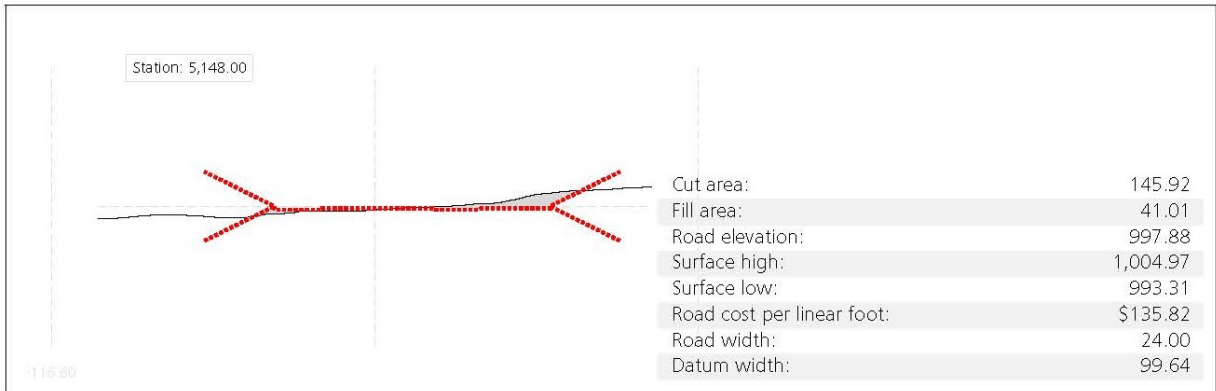 Station: 5,148.00
Cut area: 145.92
Fill area: 41.01
Road elevation: 997.88
Surface high: 1,004.97
Surface low: 993.31
Road cost per linear foot: $135.82
Road width: 24.00
Datum width: 99.64
-116.60